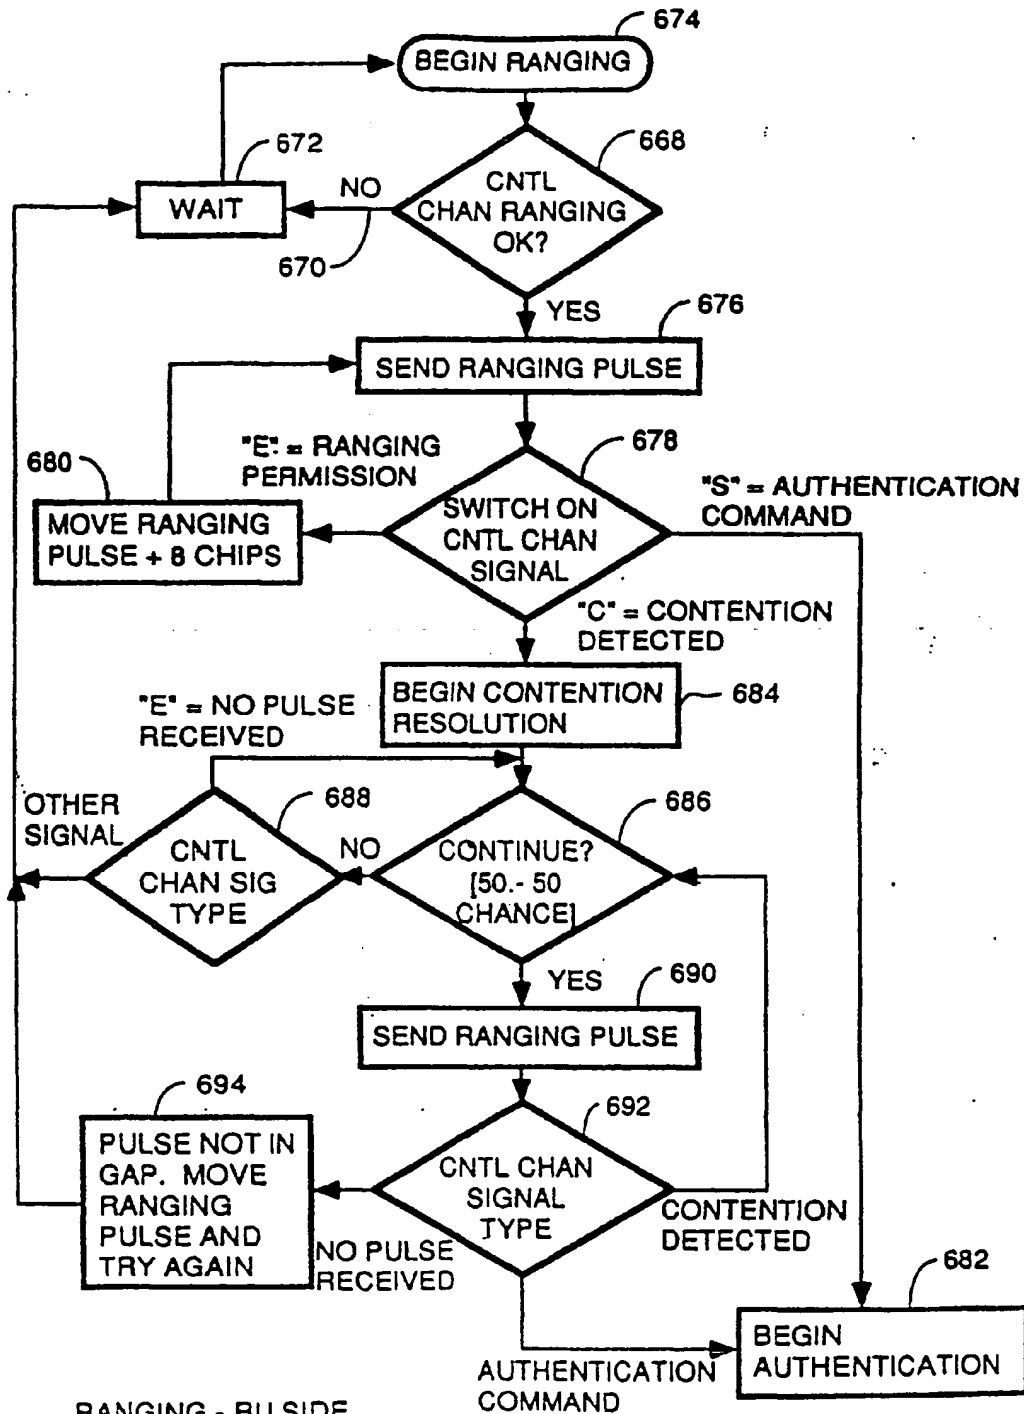 674
BEGIN RANGING
672
668
WAIT
NO
CNTL
CHAN RANGING
OK?
670
YES
676
SEND RANGING PULSE
"E" = RANGING
PERMISSION
678
680
"S" = AUTHENTICATION
COMMAND
MOVE RANGING
PULSE + 8 CHIPS
SWITCH ON
CNTL CHAN
SIGNAL
"C" = CONTENTION
DETECTED
BEGIN CONTENTION
RESOLUTION
684
"E" = NO PULSE
RECEIVED
OTHER
SIGNAL
688
686
CNTL
CHAN SIG
TYPE
NO
CONTINUE?
[50.- 50
CHANCE]
YES
690
SEND RANGING PULSE
694
692
PULSE NOT IN
GAP. MOVE
RANGING
PULSE AND
TRY AGAIN
CNTL CHAN
SIGNAL
TYPE
CONTENTION
DETECTED
NO PULSE
RECEIVED
682
BEGIN
AUTHENTICATION
AUTHENTICATION
COMMAND
RANGING - RU SIDE